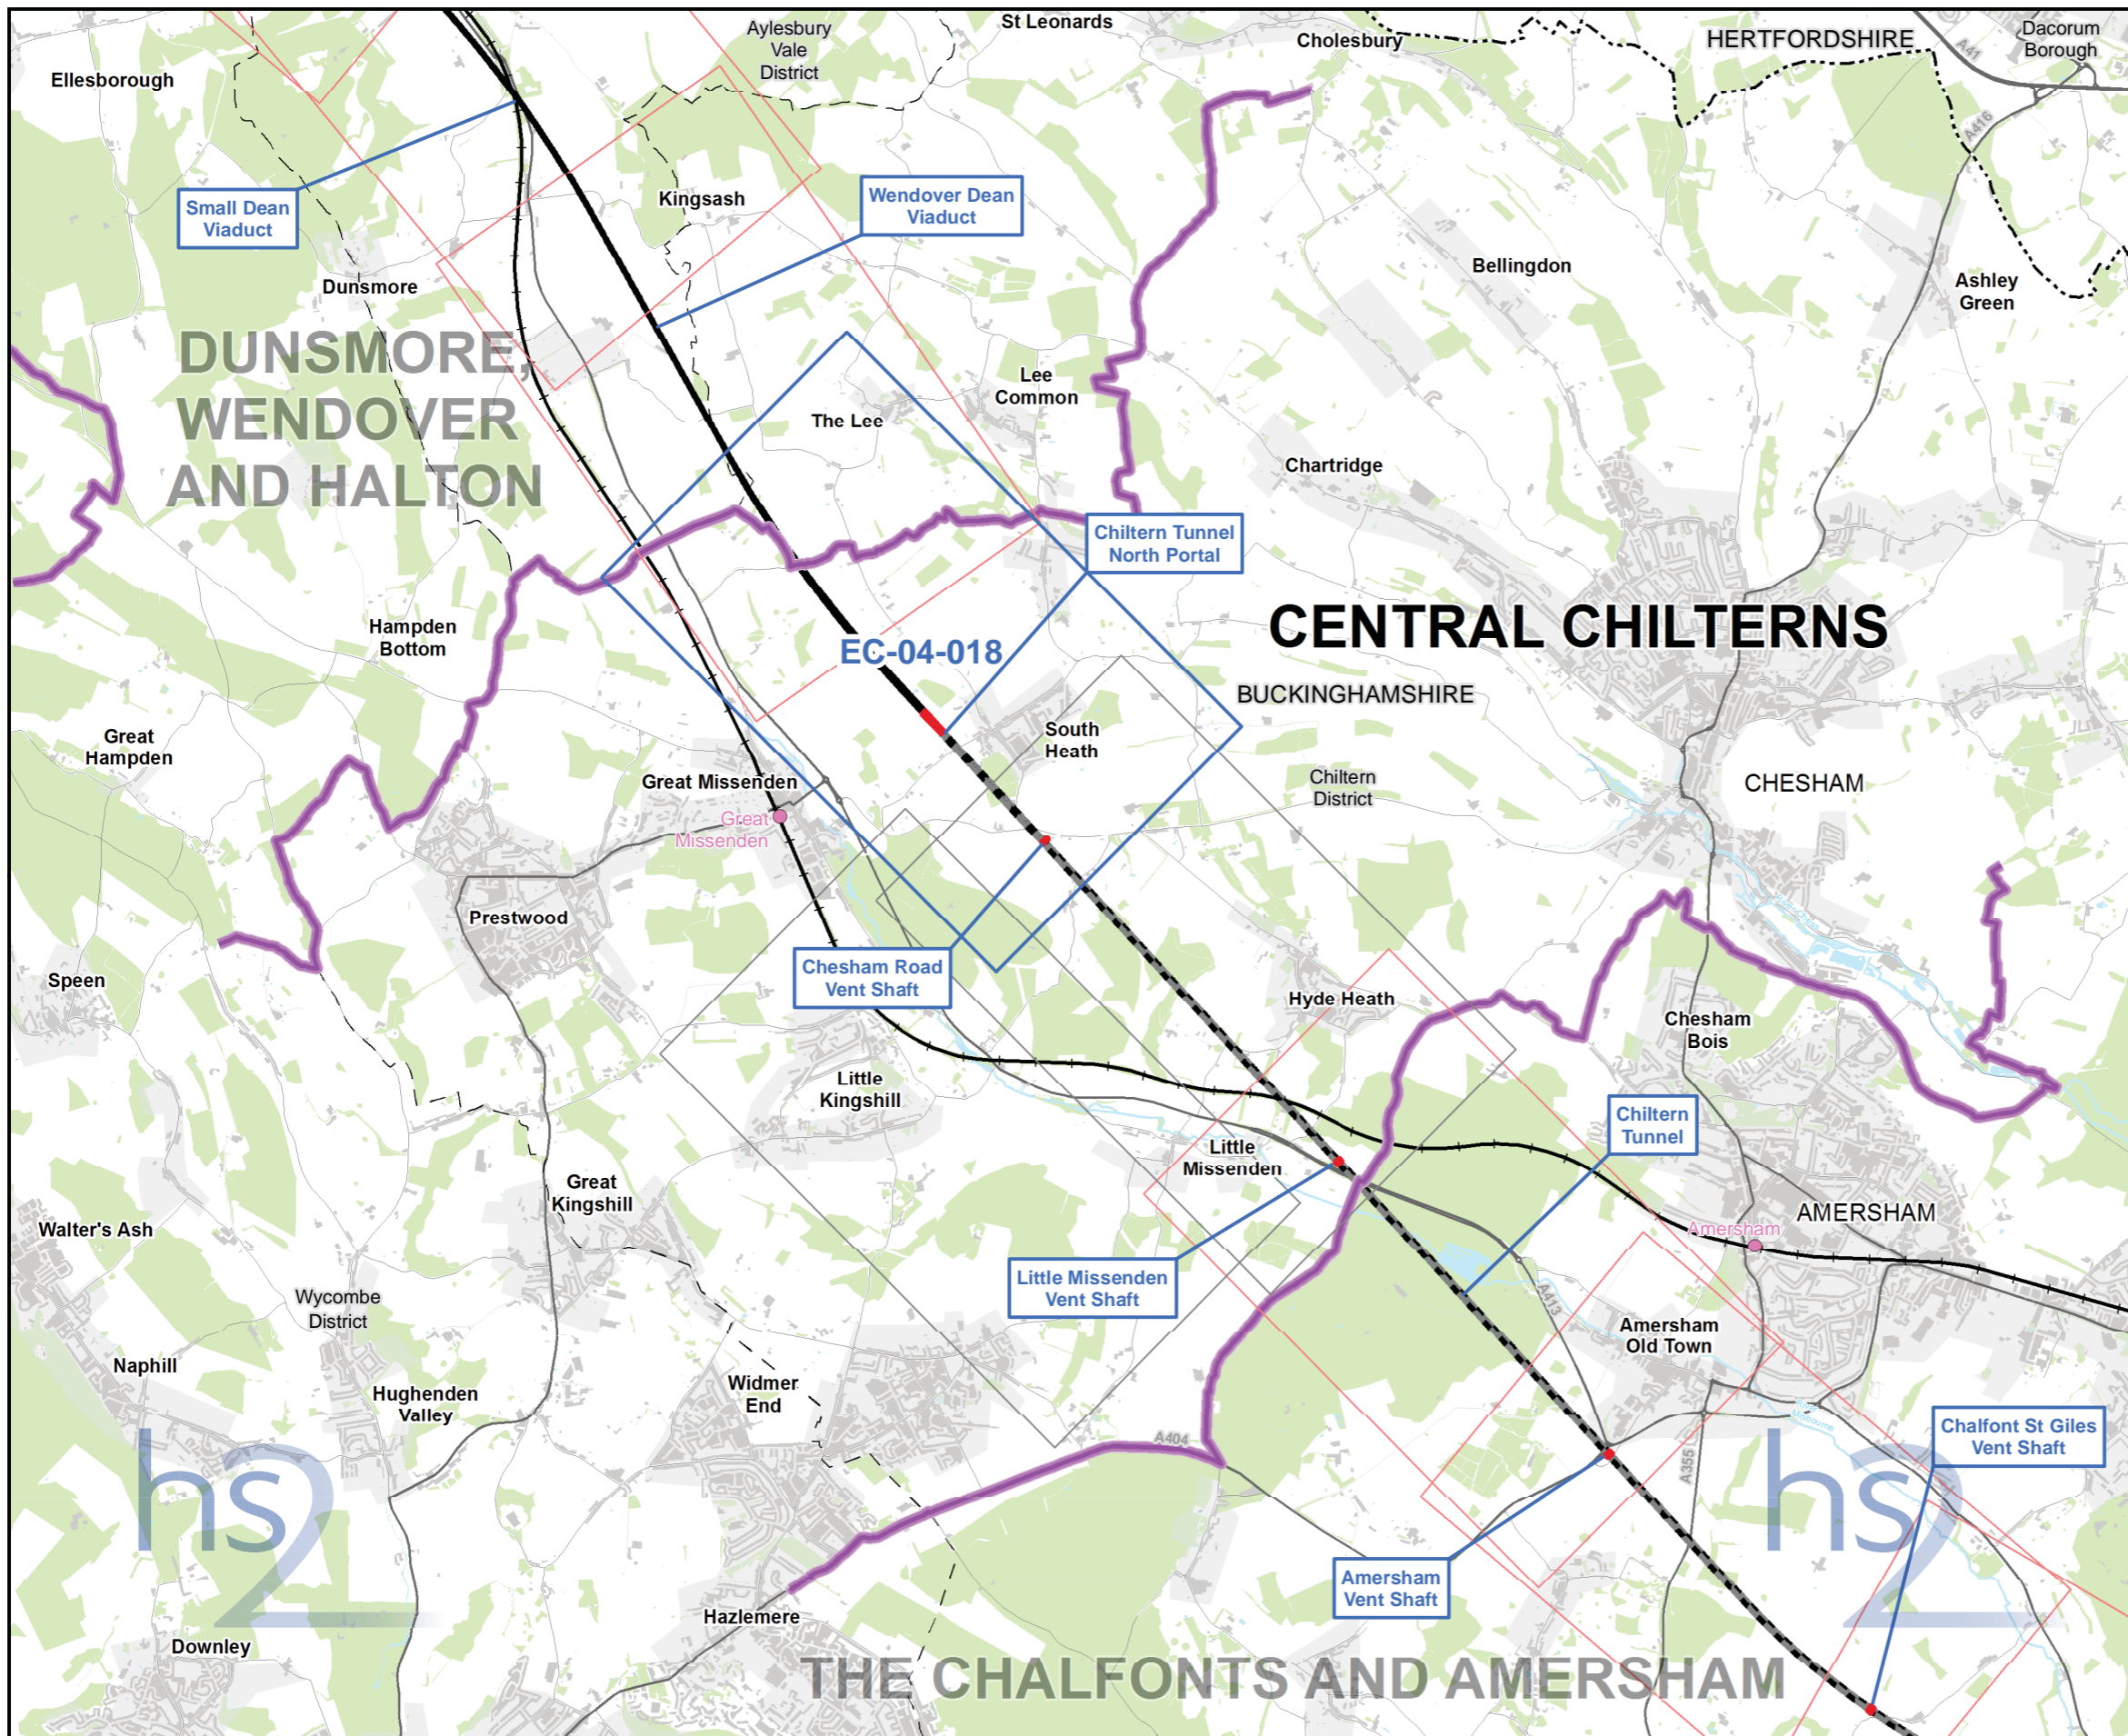 St Leonards
Aylesbury
Vale
District
Cholesbury
HERTFORDSHIRE
Dacorum
Borough
A41
Ellesborough
A416
Small Dean
Viaduct
Kingsash
Wendover Dean
Viaduct
Bellingdon
Ashley
Green
Dunsmore
DUNSMORE,
WENDOVER
AND HALTON
Lee
Common
The Lee
Chartridge
Chiltern Tunnel
North Portal
CENTRAL CHILTERNS
Hampden
Bottom
EC-04-018
BUCKINGHAMSHIRE
Great
Hampden
South
Heath
Great Missenden
Great
Missenden
Chiltern
District
CHESHAM
Prestwood
Speen
Chesham Road
Vent Shaft
Hyde Heath
Chesham
Bois
Little
Kingshill
Chiltern
Tunnel
Little
Missenden
Great
Kingshill
Walter's Ash
AMERSHAM
Amersham
Little Missenden
Vent Shaft
Wycombe
District
A413
Amersham
Old Town
Naphill
Hughenden
Valley
Widmer
End
A404
A355
Chalfont St Giles
Vent Shaft
hs2
hs2
Amersham
Vent Shaft
Hazlemere
Downley
THE CHALFONTS AND AMERSHAM